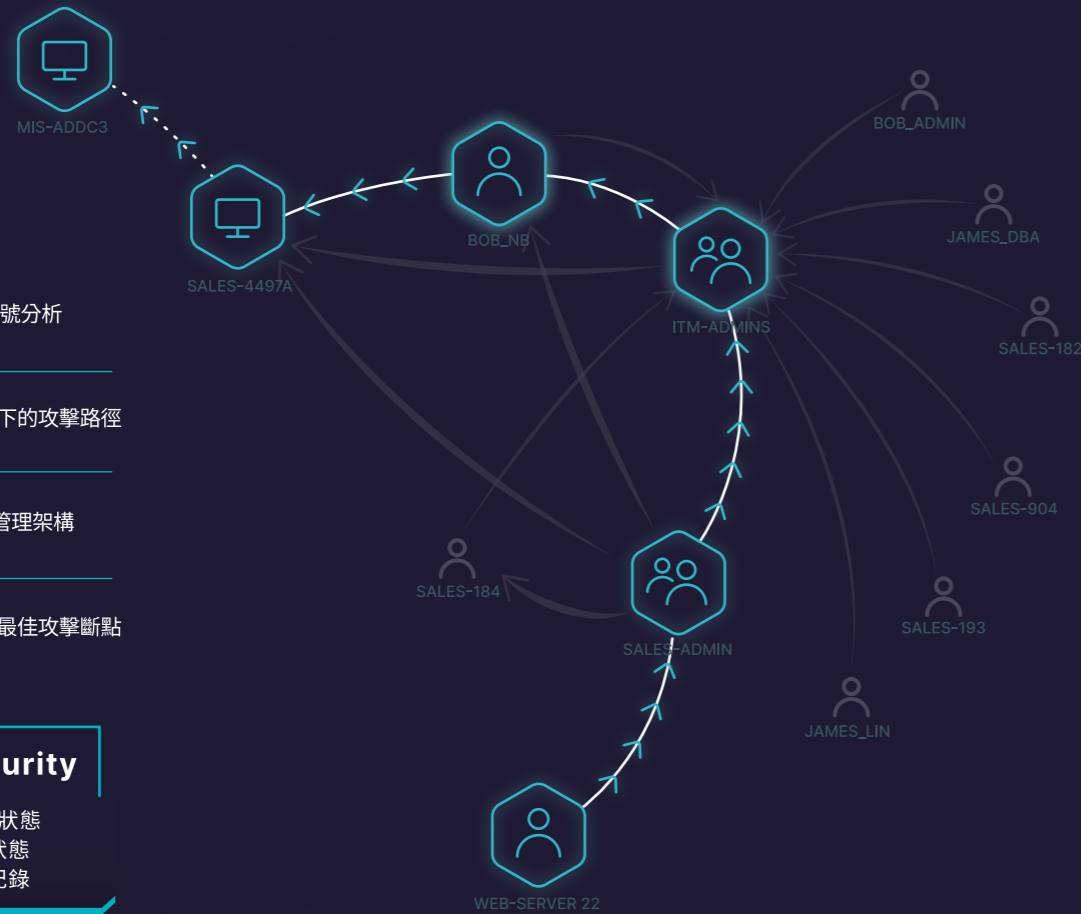 MIS-ADDC3
BOB_ADMIN
JAMES_DBA
BOB_NB
SALES-4497A
號分析
ITM-ADMINS
SALES-182
下的攻擊路徑
管理架構
SALES-904
SALES-184
SALES-193
最佳攻擊斷點
SALES-ADMIN
JAMES_LIN
urity
狀態
狀態
記錄
WEB-SERVER 22